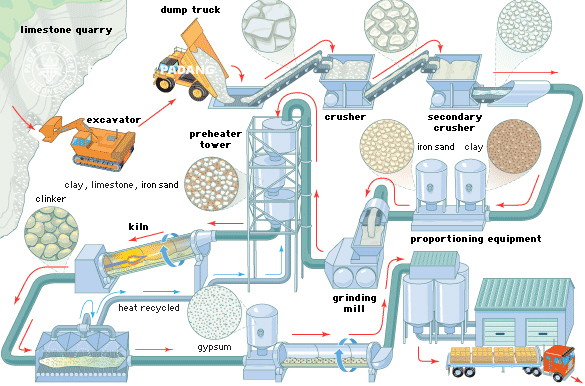 limestone quarry
dump truck
PADANG
excavator
crusher
secondary
crusher
preheater
tower
iron sand
clay
clay, limestone, iron sand
clinker
kiln
proportioning equipment
grinding
mill
heat recycled
gypsum